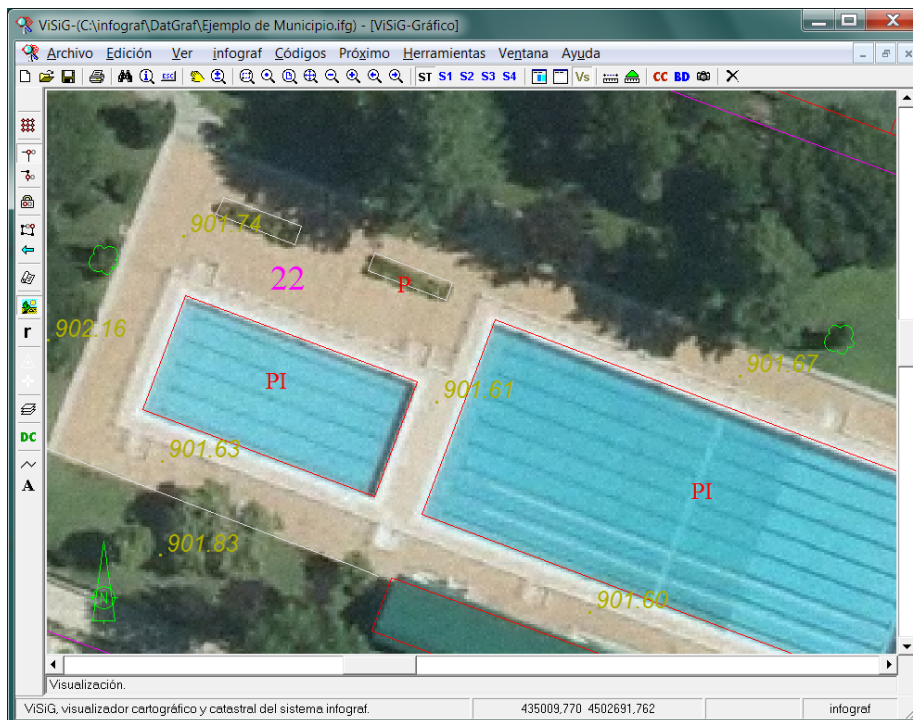 ViSiG-(C:\infograf\DatGraf\Ejemplo de Municipio.ifg) - [ViSiG-Gráfico]
Archivo Edición Ver infograf Códigos Próximo Herramientas Ventana Ayuda
ESC ST S1 S2 S3 S4 Vs CC BD
901.74
22
P
902.16
901.67
PI
901.61
r
901.63
DC
PI
A
901.83
N
901.60
Visualización.
ViSiG, visualizador cartográfico y catastral del sistema infograf. 435009,770 4502691,762 infograf